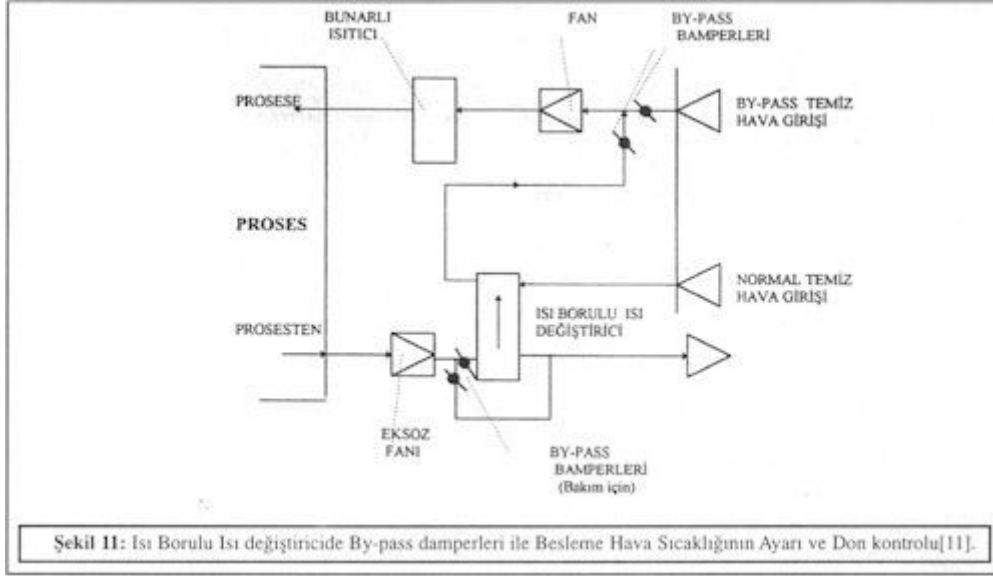 BUNARLI
ISITICI
FAN
BY-PASS
BAMPERLERİ
PROSESE
BY-PASS TEMİZ
HAVA GİRİŞİ
PROSES
NORMAL TEMİZ
HAVA GİRİŞİ
ISI BORULU ISI
DEĞİŞTİRİCİ
PROSESTEN
EKSOZ
FANI
BY-PASS
BAMPERLERİ
(Bakım için)
Şekil 11: Isı Borulu Isı değiştiricide By-pass damperleri ile Besleme Hava Sıcaklığının Ayarı ve Don kontrolu[11].